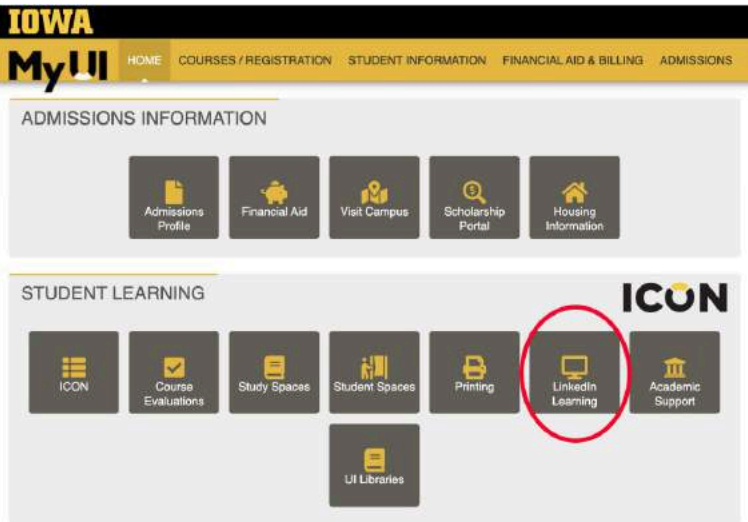 IOWA
MyUI HOME COURSES / REGISTRATION STUDENT INFORMATION FINANCIAL AID & BILLING ADMISSIONS
ADMISSIONS INFORMATION
Admissions Profile
Financial Aid
Visit Campus
Scholarship Portal
Housing Information
STUDENT LEARNING
ICON
ICON
Course Evaluations
Study Spaces
Student Spaces
Printing
LinkedIn Learning
Academic Support
UI Libraries